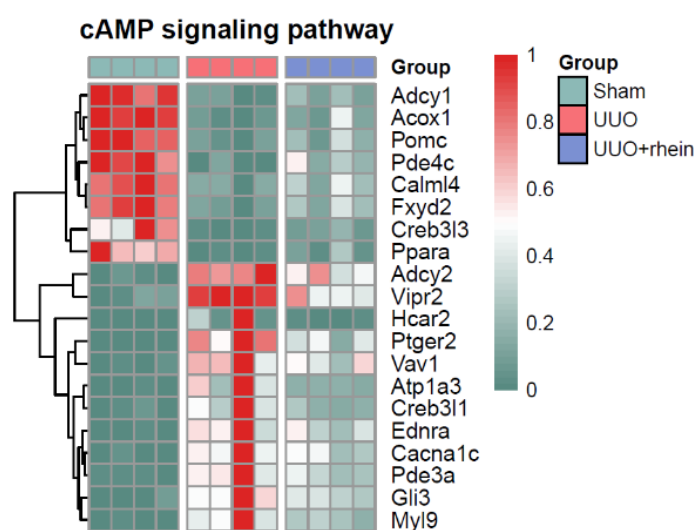 cAMP signaling pathway
Group
Adcy1
Acox1
Pomc
Pde4c
Calml4
Fxyd2
Creb3l3
Ppara
Adcy2
Vipr2
Hcar2
Ptger2
Vav1
Atp1a3
Creb3l1
Ednra
Cacna1c
Pde3a
Gli3
Myl9
1
0.8
0.6
0.4
0.2
0
Group
Sham
UUO
UUO+rhein